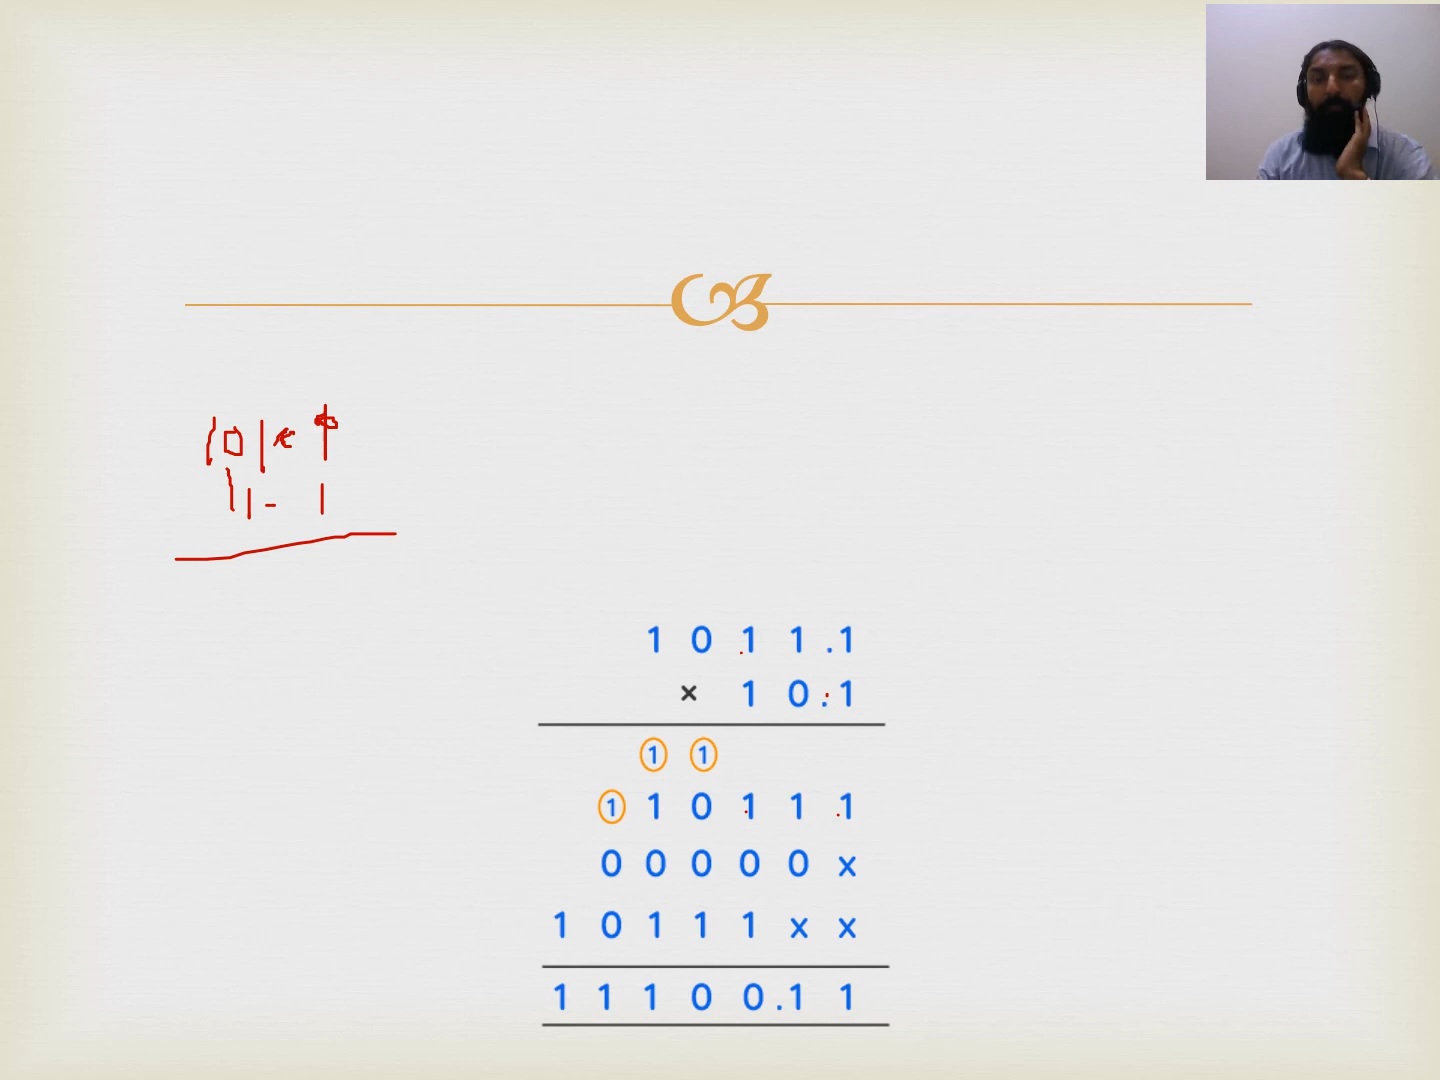 1 0 1 1 .1
× 1 0 .1
1 1
1 1 0 1 1 1
0 0 0 0 0 x
1 0 1 1 1 x x
1 1 1 0 0 .1 1